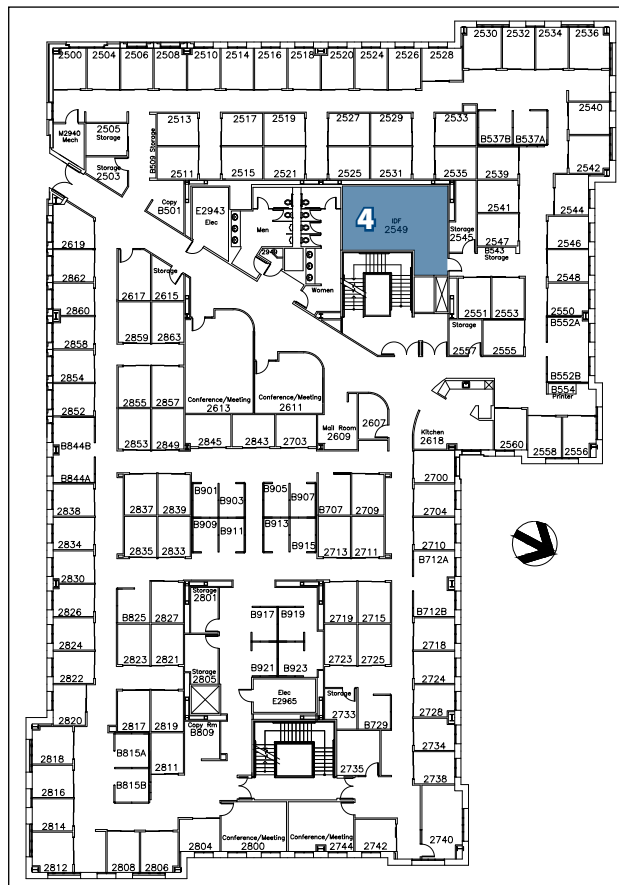 2500 2504 2506 2508 2510 2514 2516 2518 2520 2524 2528
2530 2532 2534 2536
M2940
Mech
2505
Storage
Storage
2503
B509 Storage
2513
2511
2517 2519
2515 2521
2527 2529
2525 2531
2533
2535
B537B B537A
2540
2542
2539
2541
2547
2544
2546
2548
2550
Copy
B501
E2943
Elec
Men
2949
Women
4
IDF
2549
Storage
2545
B543
Storage
2551 2553
Storage
2557 2555
B552A
B552B
B554
Printer
2619
2862
2860
2858
2854
2852
B844B
B844A
2838
2834
2830
2826
2824
2822
2820
Storage
2617 2615
2859 2863
2855 2857
2853 2849
Conference/Meeting
2613
Conference/Meeting
2611
2845 2843 2703
Mail Room
2609
2607
Kitchen
2618
2560
2558 2556
2837 2839
2835 2833
B901
B903
B909
B911
B905
B907
B913
B915
B707 2709
2713 2711
2700
2704
2710
B712A
B712B
2718
2724
2728
2734
2738
2740
B825 2827
2823 2821
Storage
2801
Storage
2805
B917 B919
B921 B923
Elec
E2965
2719 2715
2723 2725
Storage
2733
B729
2735
2817 2819
B815A
2811
B815B
Copy Rm
B809
2818
2816
2814
2812
2808 2806
2804
Conference/Meeting
2800
Conference/Meeting
2744
2742